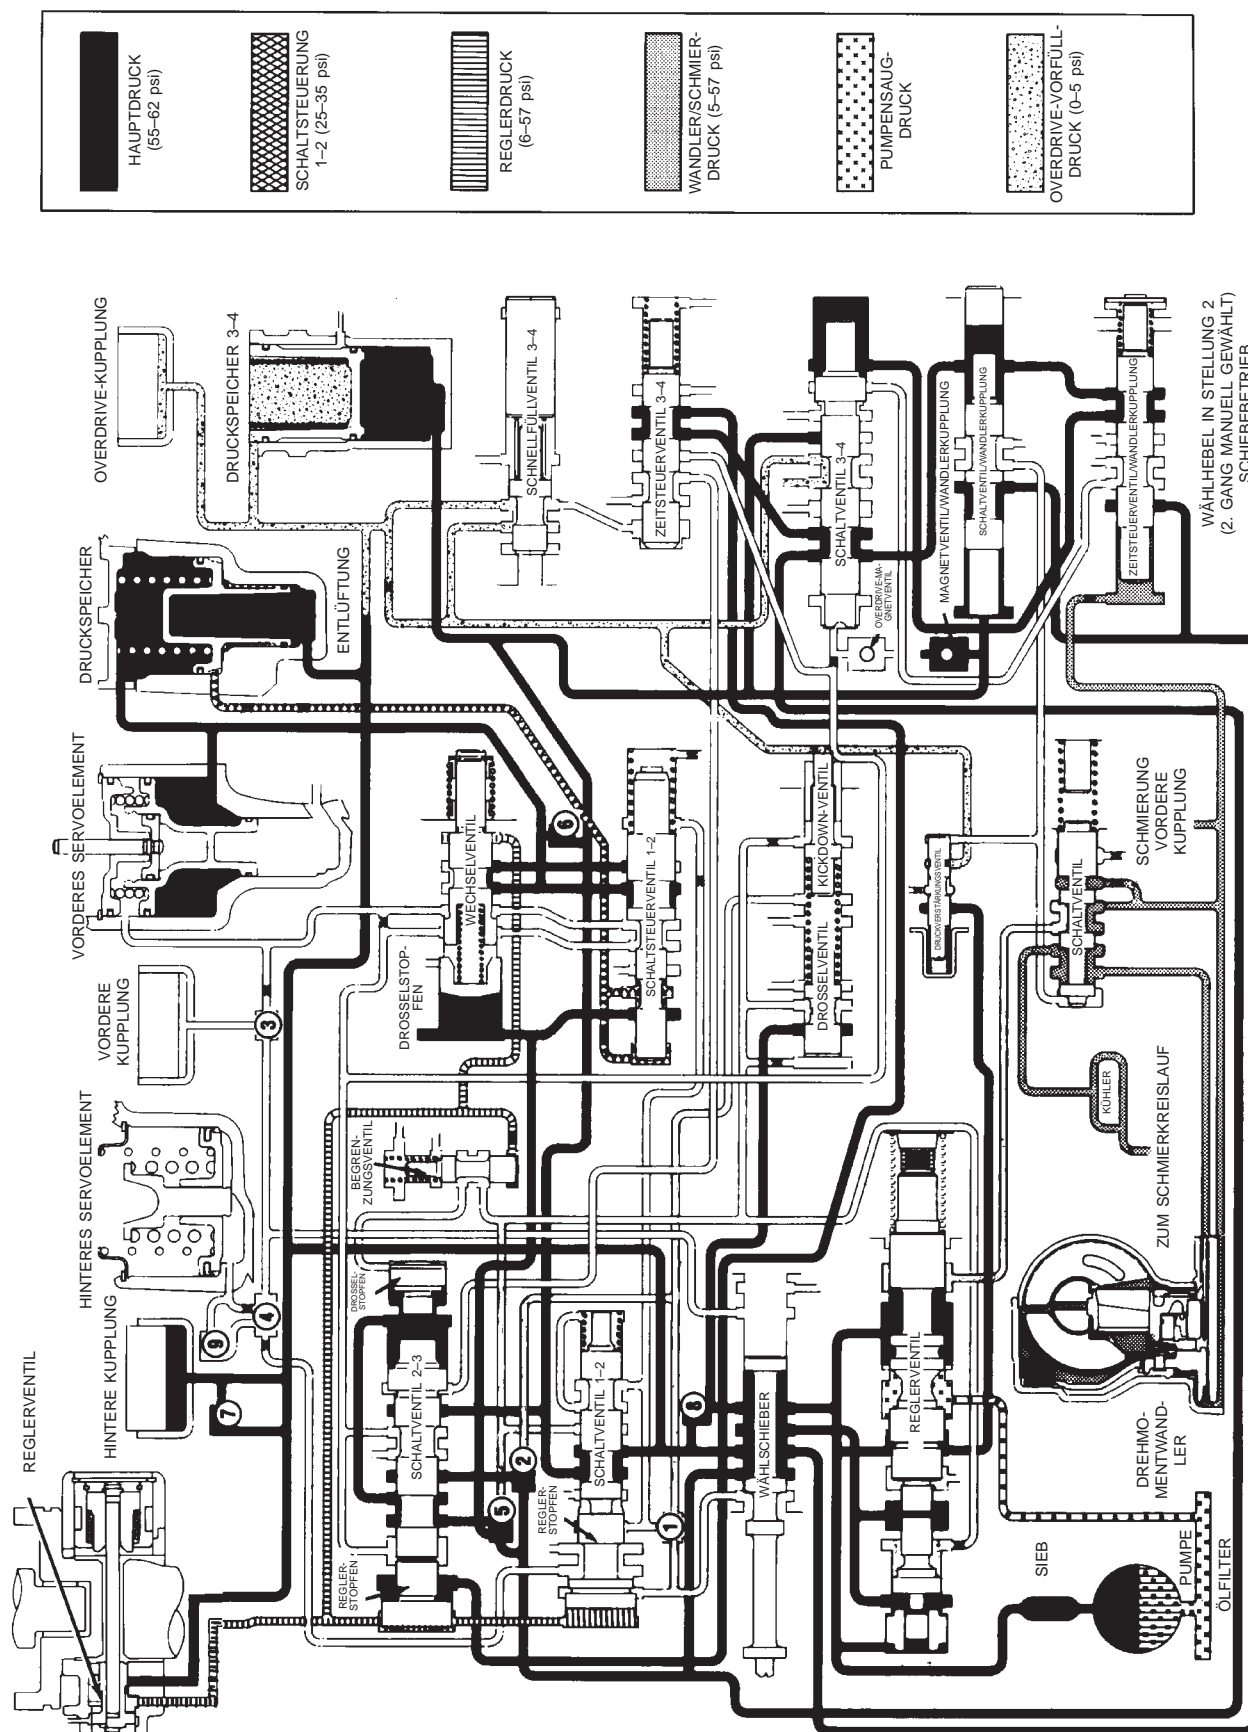 HAUPTDRUCK
(55–62 psi)
SCHALTSTEUERUNG
1–2 (25–35 psi)
REGLERDRUCK
(6–57 psi)
WANDLER/SCHMIER-
DRUCK (5–57 psi)
PUMPENSAUG-
DRUCK
OVERDRIVE-VORFÜLL-
DRUCK (0–5 psi)
REGLERVENTIL
HINTERE KUPPLUNG
HINTERES SERVOELEMENT
VORDERE
KUPPLUNG
VORDERES SERVOELEMENT
DRUCKSPEICHER
ENTLÜFTUNG
OVERDRIVE-KUPPLUNG
DRUCKSPEICHER 3–4
7
9
4
3
6
REGLER-
STOPFEN
SCHALTVENTIL 2–3
DROSSEL-
STOPFEN
BEGREN-
ZUNGSVENTIL
DROSSELSTOP-
FEN
WECHSELVENTIL
SCHNELLFÜLLVENTIL 3–4
5
2
REGLER-
STOPFEN
SCHALTVENTIL 1–2
1
8
SCHALTSTEUERVENTIL 1–2
ZEITSTEUERVENTIL 3–4
WÄHLSCHIEBER
DROSSELVENTIL
KICKDOWN-VENTIL
OVERDRIVE-MA-
GNETVENTIL
SCHALTVENTIL 3–4
REGLERVENTIL
DRUCKVERSTÄRKUNGSVENTIL
MAGNETVENTIL/WANDLERKUPPLUNG
SCHALTVENTIL/WANDLERKUPPLUNG
SIEB
PUMPE
ÖLFILTER
DREHMO-
MENTWAND-
LER
ZUM SCHMIERKREISLAUF
KÜHLER
SCHALTVENTIL
SCHMIERUNG
VORDERE
KUPPLUNG
ZEITSTEUERVENTIL/WANDLERKUPPLUNG
WÄHLHEBEL IN STELLUNG 2
(2. GANG MANUELL GEWÄHLT)
SCHIEBEBETRIEB